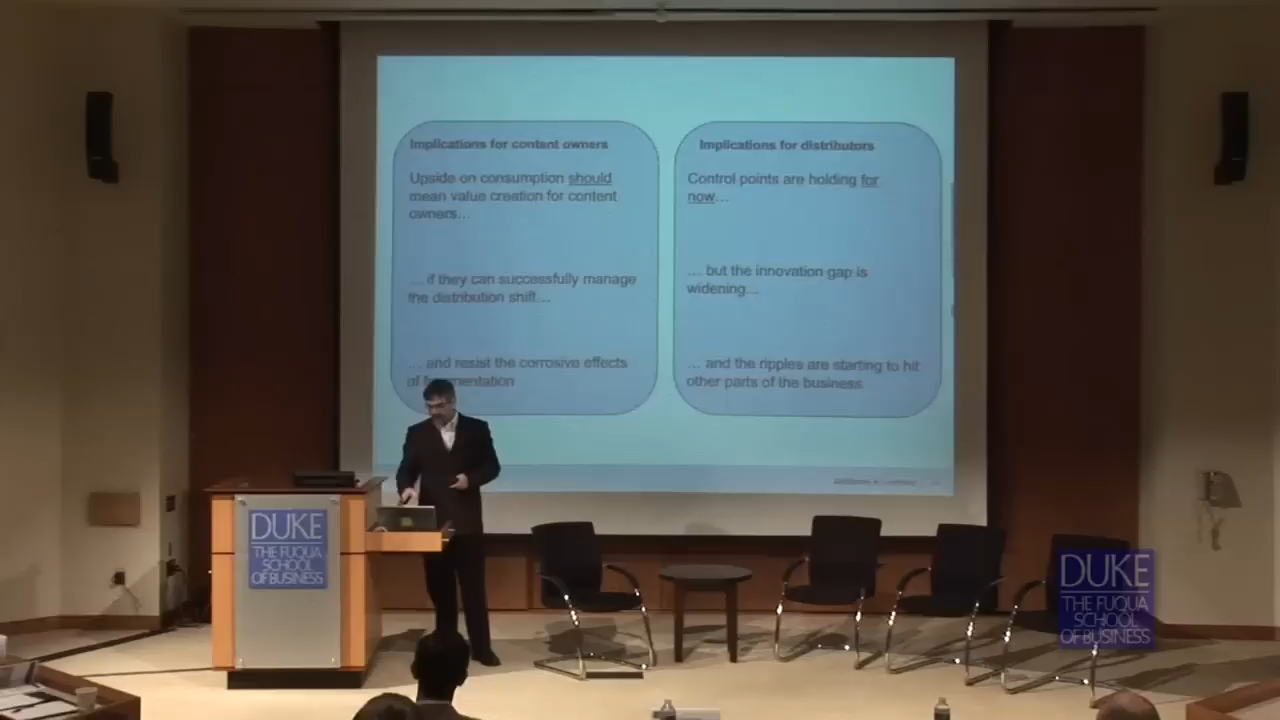 Implications for content owners
Upside on consumption should
mean value creation for content
owners...
... if they can successfully manage
the distribution shift...
... and resist the corrosive effects
of
Implications for distributors
Control points are holding for
now...
... but the innovation gap is
widening...
... and the ripples are starting to hit
other parts of the business
DUKE
THE FUQUA
SCHOOL
OF BUSINESS
DUKE
THE FUQUA
SCHOOL
OF BUSINESS